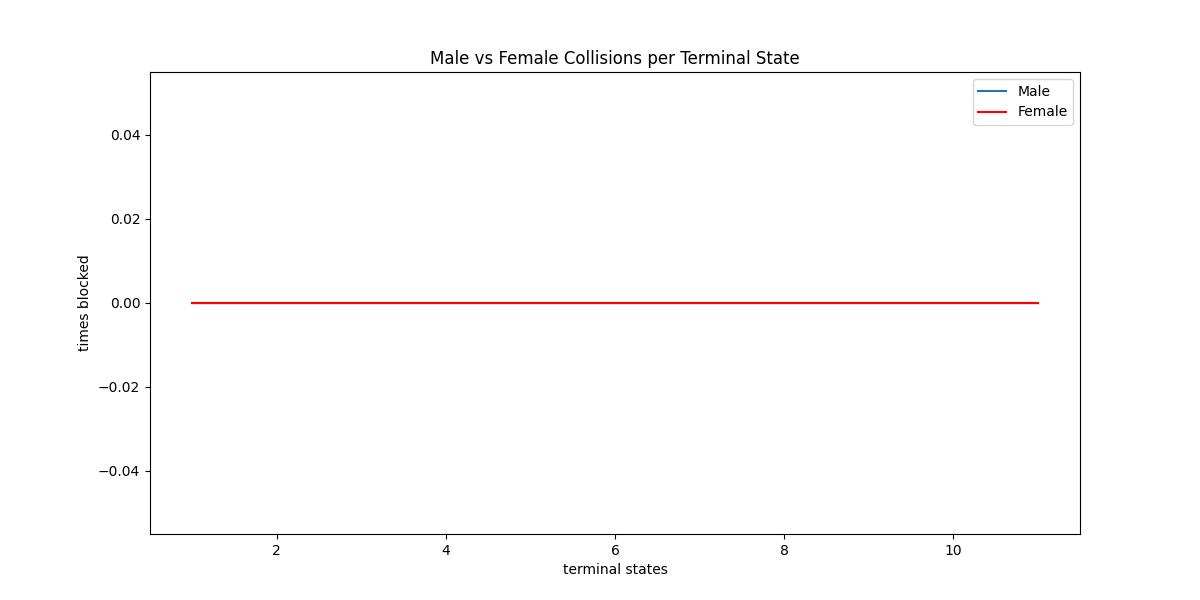 Male vs Female Collisions per Terminal State
Male
Female
0.04
0.02
0.00
−0.02
−0.04
times blocked
2 4 6 8 10
terminal states